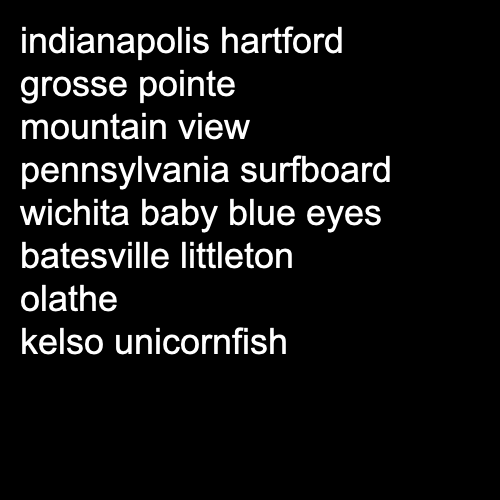 indianapolis hartford
grosse pointe
mountain view
pennsylvania surfboard
wichita baby blue eyes
batesville littleton
olathe
kelso unicornfish